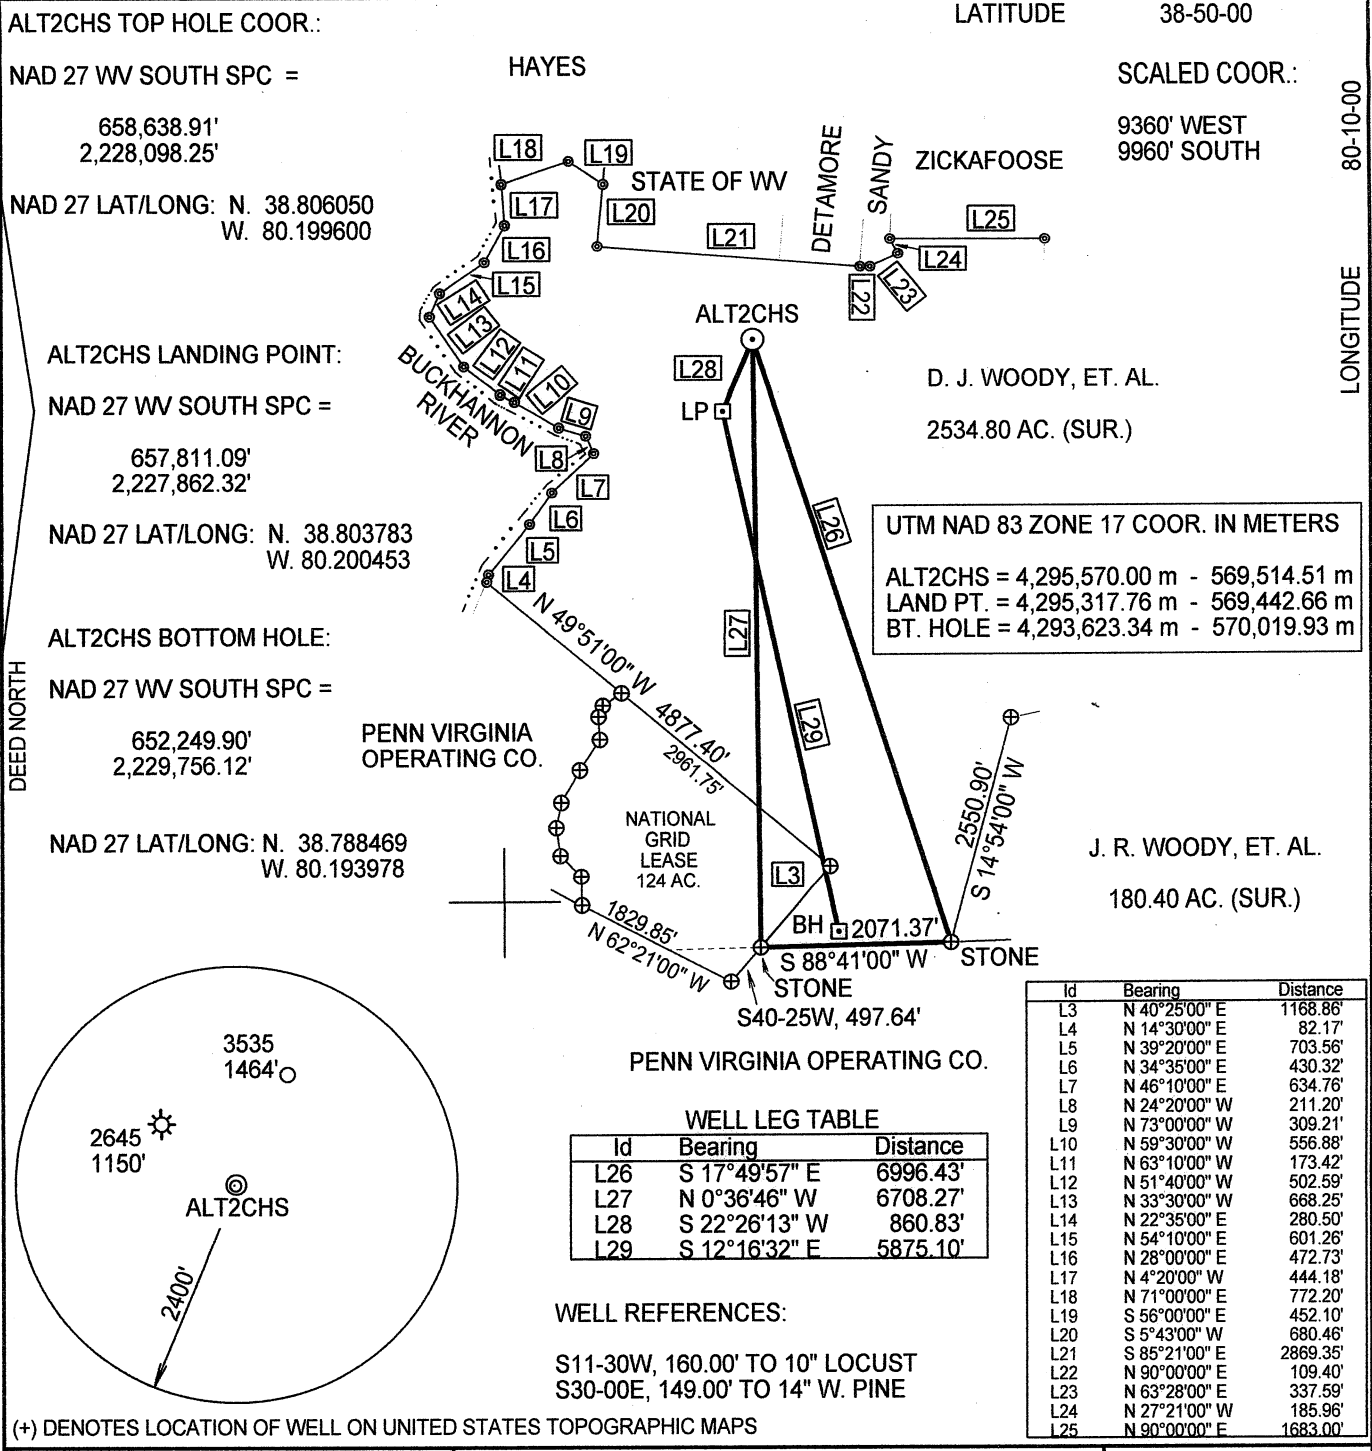 ALT2CHS TOP HOLE COOR.:
NAD 27 WV SOUTH SPC =
658,638.91'
2,228,098.25'
NAD 27 LAT/LONG: N. 38.806050
W. 80.199600
ALT2CHS LANDING POINT:
NAD 27 WV SOUTH SPC =
657,811.09'
2,227,862.32'
NAD 27 LAT/LONG: N. 38.803783
W. 80.200453
ALT2CHS BOTTOM HOLE:
NAD 27 WV SOUTH SPC =
652,249.90'
2,229,756.12'
NAD 27 LAT/LONG: N. 38.788469
W. 80.193978
DEED NORTH
LATITUDE 38-50-00
SCALED COOR.:
9360' WEST
9960' SOUTH
80-10-00
LONGITUDE
HAYES
L18
L19
STATE OF WV
DETAMORE
SANDY
ZICKAFOOSE
L17
L20
L21
L25
L16
L24
L15
L23
L22
L14
L13
L12
L11
L10
L9
L8
L7
L6
L5
L4
BUCKHANNON
RIVER
ALT2CHS
L28
LP
D. J. WOODY, ET. AL.
2534.80 AC. (SUR.)
L26
UTM NAD 83 ZONE 17 COOR. IN METERS
ALT2CHS = 4,295,570.00 m - 569,514.51 m
LAND PT. = 4,295,317.76 m - 569,442.66 m
BT. HOLE = 4,293,623.34 m - 570,019.93 m
L27
N 49°51'00" W
4877.40'
2961.75'
L29
PENN VIRGINIA
OPERATING CO.
NATIONAL
GRID
LEASE
124 AC.
L3
2550.90'
S 14°54'00" W
J. R. WOODY, ET. AL.
180.40 AC. (SUR.)
1829.85'
N 62°21'00" W
BH
2071.37'
S 88°41'00" W
STONE
STONE
S40-25W, 497.64'
PENN VIRGINIA OPERATING CO.
3535
1464'
2645
1150'
ALT2CHS
2400'
WELL LEG TABLE
Id Bearing Distance
L26 S 17°49'57" E 6996.43'
L27 N 0°36'46" W 6708.27'
L28 S 22°26'13" W 860.83'
L29 S 12°16'32" E 5875.10'
WELL REFERENCES:
S11-30W, 160.00' TO 10" LOCUST
S30-00E, 149.00' TO 14" W. PINE
Id Bearing Distance
L3 N 40°25'00" E 1168.86'
L4 N 14°30'00" E 82.17'
L5 N 39°20'00" E 703.56'
L6 N 34°35'00" E 430.32'
L7 N 46°10'00" E 634.76'
L8 N 24°20'00" W 211.20'
L9 N 73°00'00" W 309.21'
L10 N 59°30'00" W 556.88'
L11 N 63°10'00" W 173.42'
L12 N 51°40'00" W 502.59'
L13 N 33°30'00" W 668.25'
L14 N 22°35'00" E 280.50'
L15 N 54°10'00" E 601.26'
L16 N 28°00'00" E 472.73'
L17 N 4°20'00" W 444.18'
L18 N 71°00'00" E 772.20'
L19 S 56°00'00" E 452.10'
L20 S 5°43'00" W 680.46'
L21 S 85°21'00" E 2869.35'
L22 N 90°00'00" E 109.40'
L23 N 63°28'00" E 337.59'
L24 N 27°21'00" W 185.96'
L25 N 90°00'00" E 1683.00'
(+) DENOTES LOCATION OF WELL ON UNITED STATES TOPOGRAPHIC MAPS